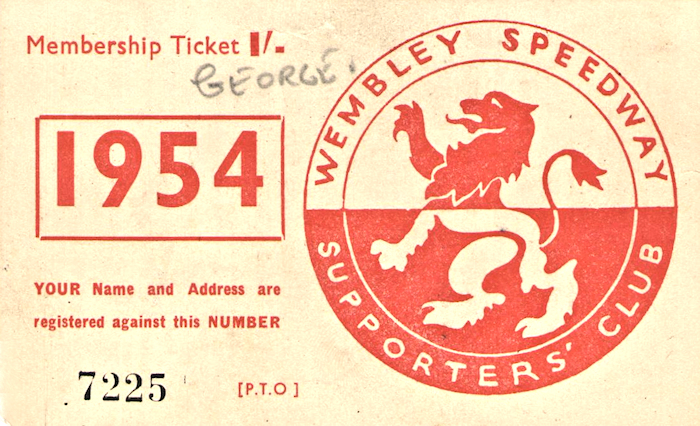 Membership Ticket 1/-
GEORGE.
1954
YOUR Name and Address are
registered against this NUMBER
7225
[P.T.O]
WEMBLEY SPEEDWAY
SUPPORTERS' CLUB